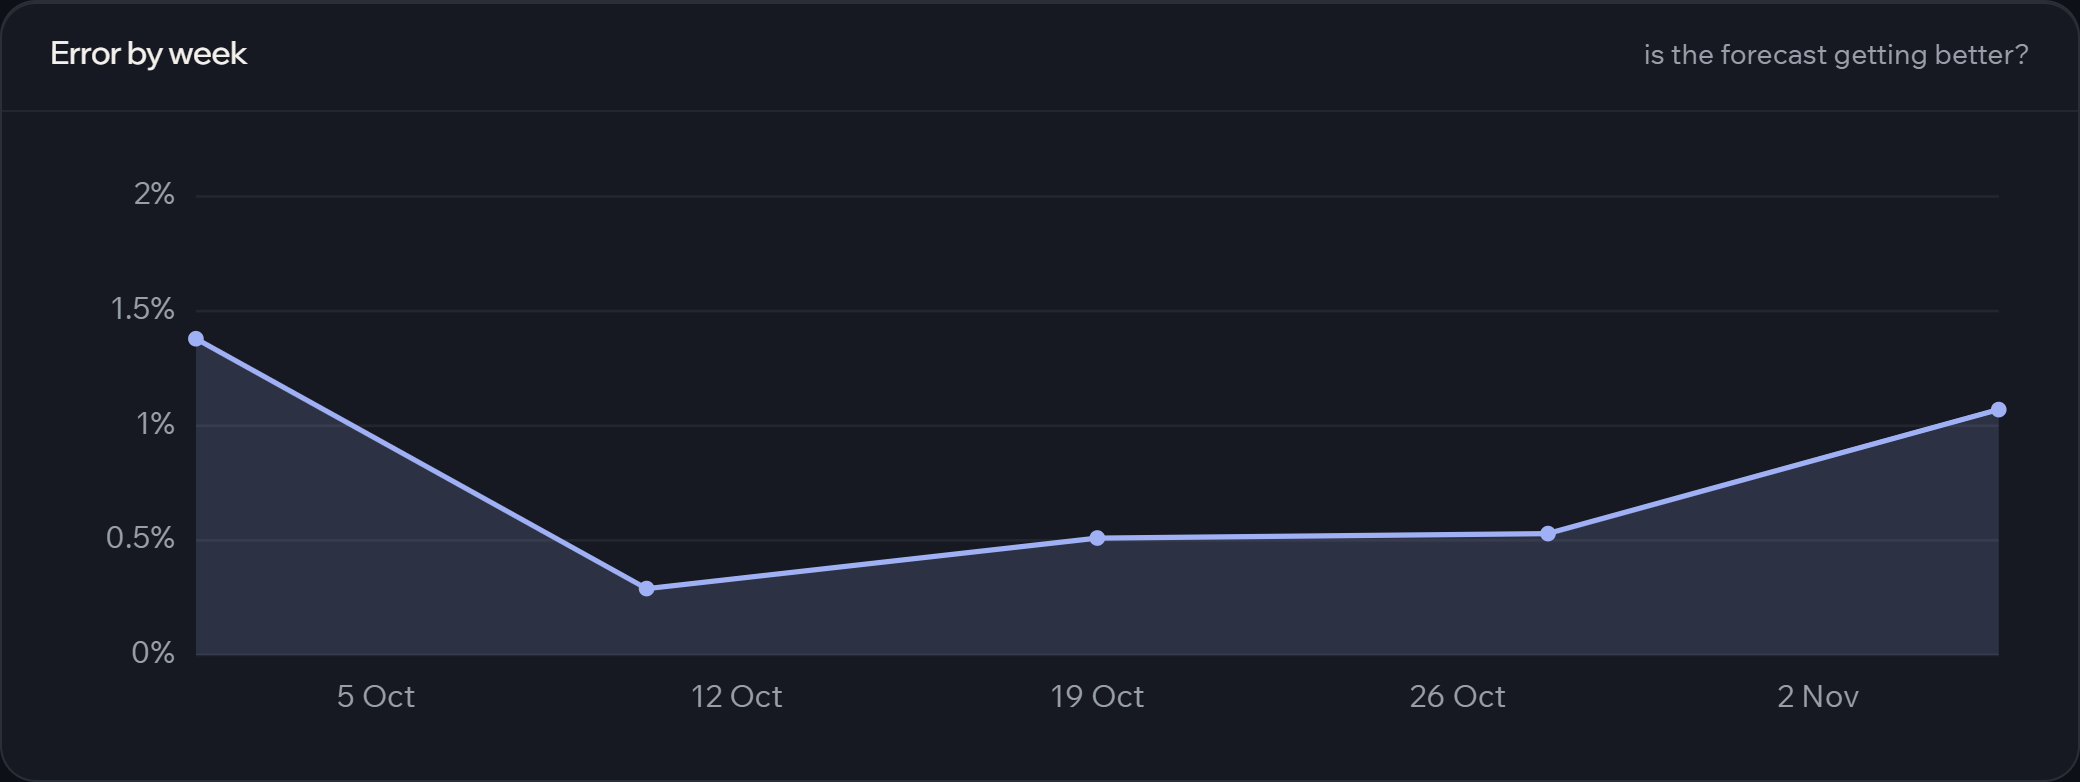 Error by week
is the forecast getting better?
2%
1.5%
1%
0.5%
0%
5 Oct
12 Oct
19 Oct
26 Oct
2 Nov